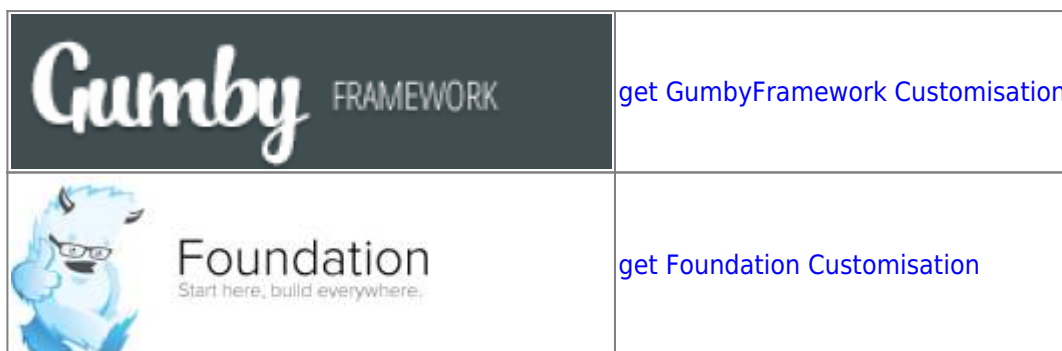 Gumby FRAMEWORK
get GumbyFramework Customisation
Foundation
Start here, build everywhere.
get Foundation Customisation